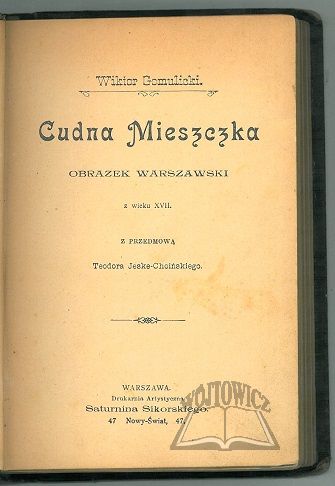 Wiktor Gomulicki.
Cudna Mieszczka
OBRAZEK WARSZAWSKI
z wieku XVII.
Z PRZEDMOWĄ
Teodora Jeske-Choińskiego.
WARSZAWA.
Drukarnia Artystyczna
Saturnina Sikorskiego.
47 Nowy-Świat, 47.
WÓJTOWICZ